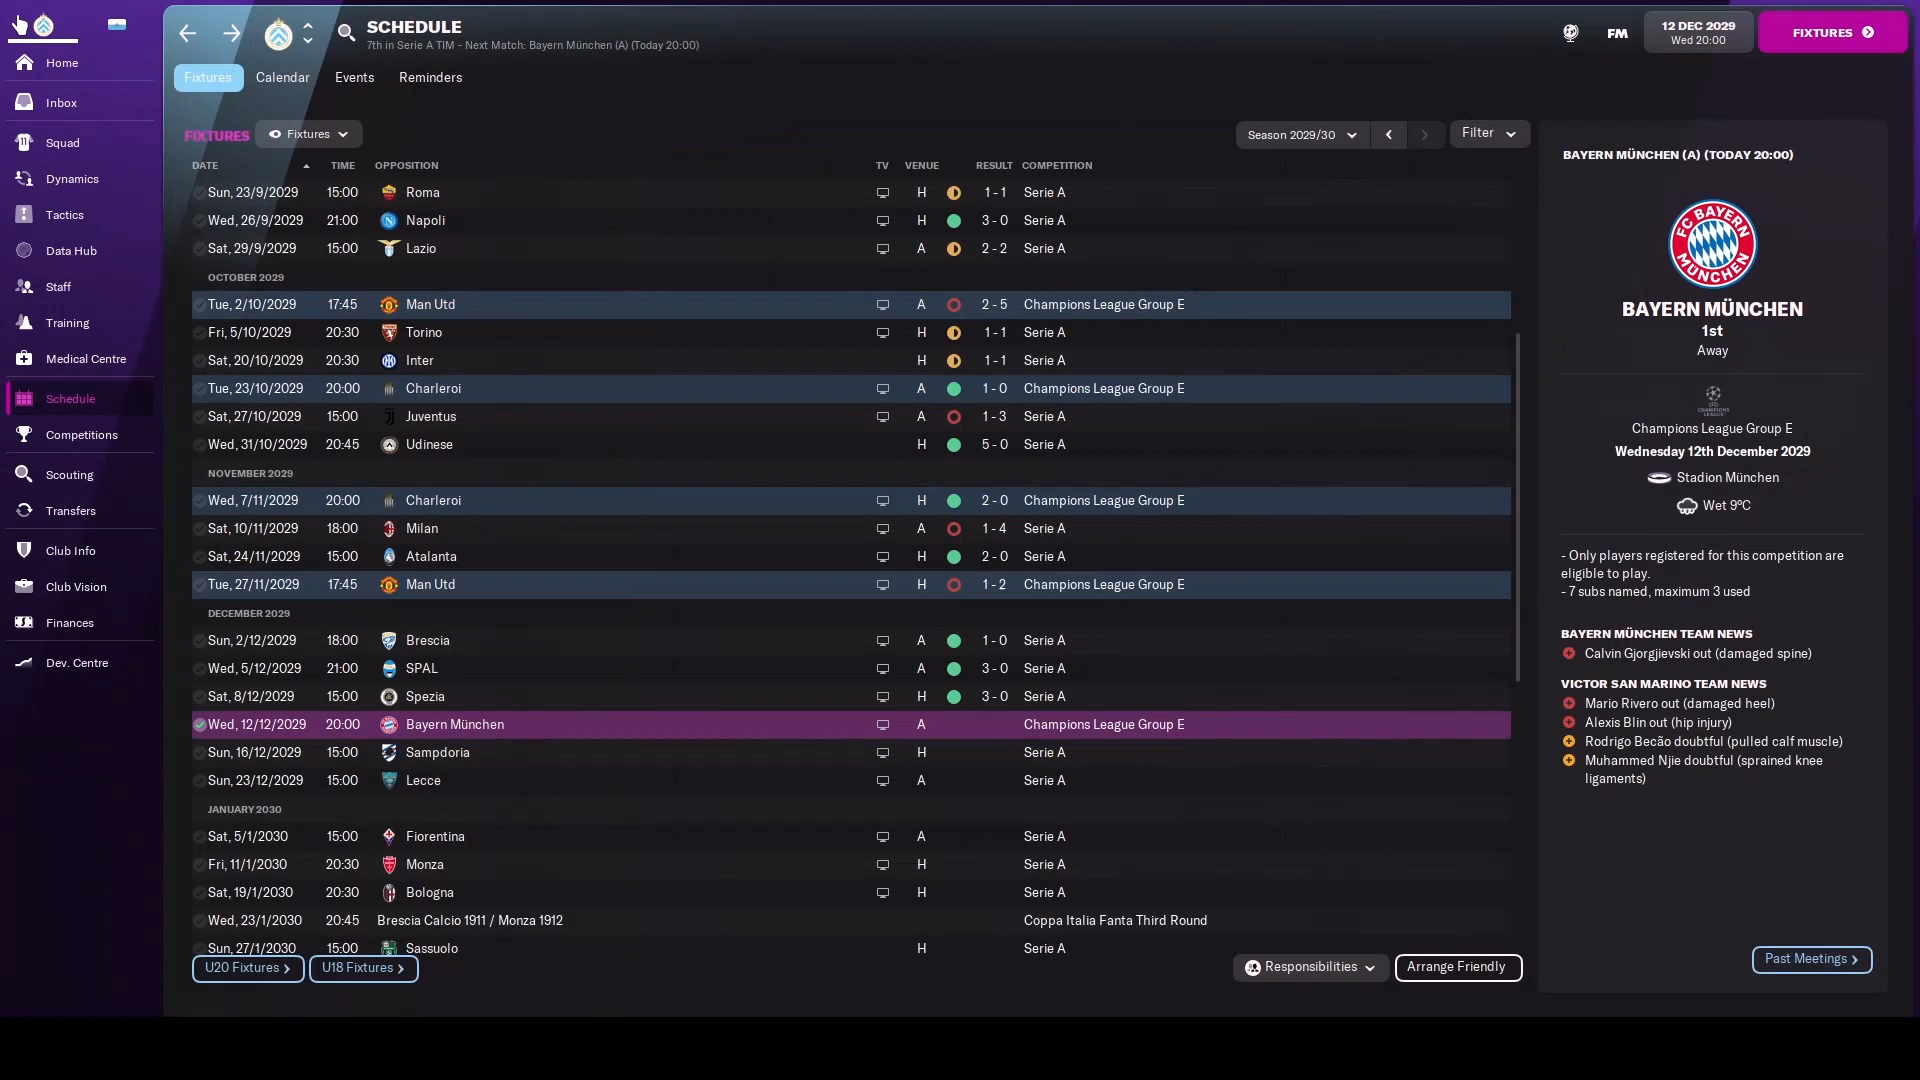 SCHEDULE
7th in Serie A TIM - Next Match: Bayern München (A) (Today 20:00)
FM
12 DEC 2029
Wed 20:00
FIXTURES
Home
Inbox
Squad
Dynamics
Tactics
Data Hub
Staff
Training
Medical Centre
Schedule
Competitions
Scouting
Transfers
Club Info
Club Vision
Finances
Dev. Centre
Fixtures Calendar Events Reminders
FIXTURES Fixtures Season 2029/30 Filter
DATE TIME OPPOSITION TV VENUE RESULT COMPETITION
Sun, 23/9/2029 15:00 Roma H 1 - 1 Serie A
Wed, 26/9/2029 21:00 Napoli H 3 - 0 Serie A
Sat, 29/9/2029 15:00 Lazio A 2 - 2 Serie A
OCTOBER 2029
Tue, 2/10/2029 17:45 Man Utd A 2 - 5 Champions League Group E
Fri, 5/10/2029 20:30 Torino H 1 - 1 Serie A
Sat, 20/10/2029 20:30 Inter H 1 - 1 Serie A
Tue, 23/10/2029 20:00 Charleroi A 1 - 0 Champions League Group E
Sat, 27/10/2029 15:00 Juventus A 1 - 3 Serie A
Wed, 31/10/2029 20:45 Udinese H 5 - 0 Serie A
NOVEMBER 2029
Wed, 7/11/2029 20:00 Charleroi H 2 - 0 Champions League Group E
Sat, 10/11/2029 18:00 Milan A 1 - 4 Serie A
Sat, 24/11/2029 15:00 Atalanta H 2 - 0 Serie A
Tue, 27/11/2029 17:45 Man Utd H 1 - 2 Champions League Group E
DECEMBER 2029
Sun, 2/12/2029 18:00 Brescia A 1 - 0 Serie A
Wed, 5/12/2029 21:00 SPAL A 3 - 0 Serie A
Sat, 8/12/2029 15:00 Spezia H 3 - 0 Serie A
Wed, 12/12/2029 20:00 Bayern München A Champions League Group E
Sun, 16/12/2029 15:00 Sampdoria H Serie A
Sun, 23/12/2029 15:00 Lecce A Serie A
JANUARY 2030
Sat, 5/1/2030 15:00 Fiorentina A Serie A
Fri, 11/1/2030 20:30 Monza H Serie A
Sat, 19/1/2030 20:30 Bologna H Serie A
Wed, 23/1/2030 20:45 Brescia Calcio 1911 / Monza 1912 Coppa Italia Fanta Third Round
Sun, 27/1/2030 15:00 Sassuolo H Serie A
U20 Fixtures U18 Fixtures Responsibilities Arrange Friendly
BAYERN MÜNCHEN (A) (TODAY 20:00)
FC BAYERN
MÜNCHEN
BAYERN MÜNCHEN
1st
Away
CHAMPIONS
LEAGUE
Champions League Group E
Wednesday 12th December 2029
Stadion München
Wet 9ºC
- Only players registered for this competition are
eligible to play.
- 7 subs named, maximum 3 used
BAYERN MÜNCHEN TEAM NEWS
Calvin Gjorgjievski out (damaged spine)
VICTOR SAN MARINO TEAM NEWS
Mario Rivero out (damaged heel)
Alexis Blin out (hip injury)
Rodrigo Becão doubtful (pulled calf muscle)
Muhammed Njie doubtful (sprained knee
ligaments)
Past Meetings